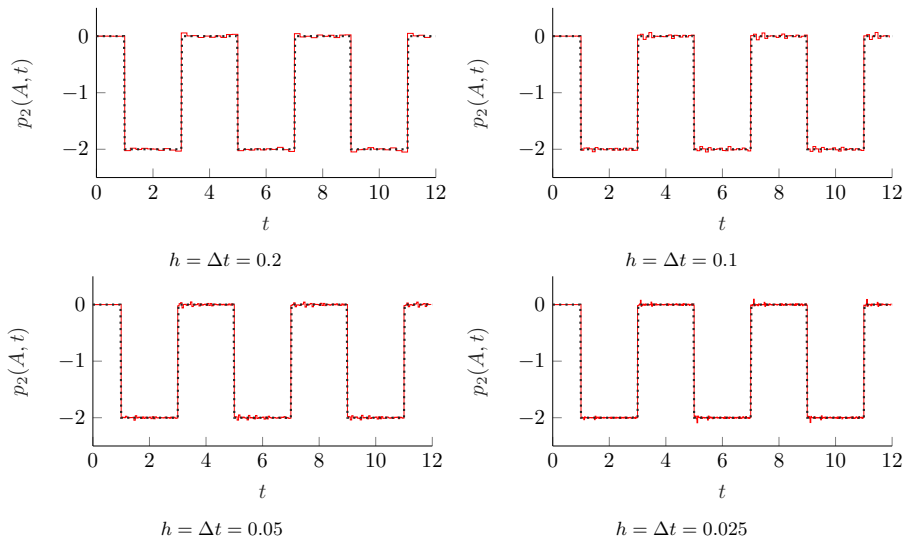 0
−1
−2
p₂(A, t)
0 2 4 6 8 10 12
t
h = Δt = 0.2
0
−1
−2
p₂(A, t)
0 2 4 6 8 10 12
t
h = Δt = 0.1
0
−1
−2
p₂(A, t)
0 2 4 6 8 10 12
t
h = Δt = 0.05
0
−1
−2
p₂(A, t)
0 2 4 6 8 10 12
t
h = Δt = 0.025